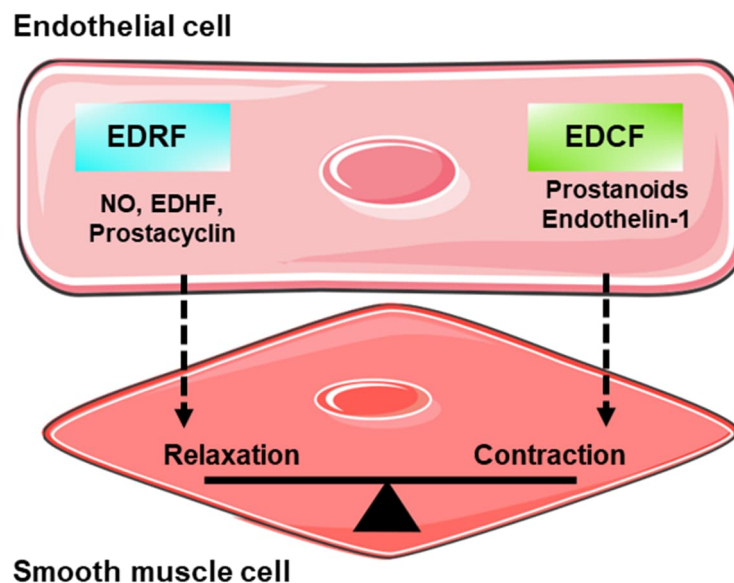 Endothelial cell
EDRF
NO, EDHF,
Prostacyclin
EDCF
Prostanoids
Endothelin-1
Relaxation
Contraction
Smooth muscle cell